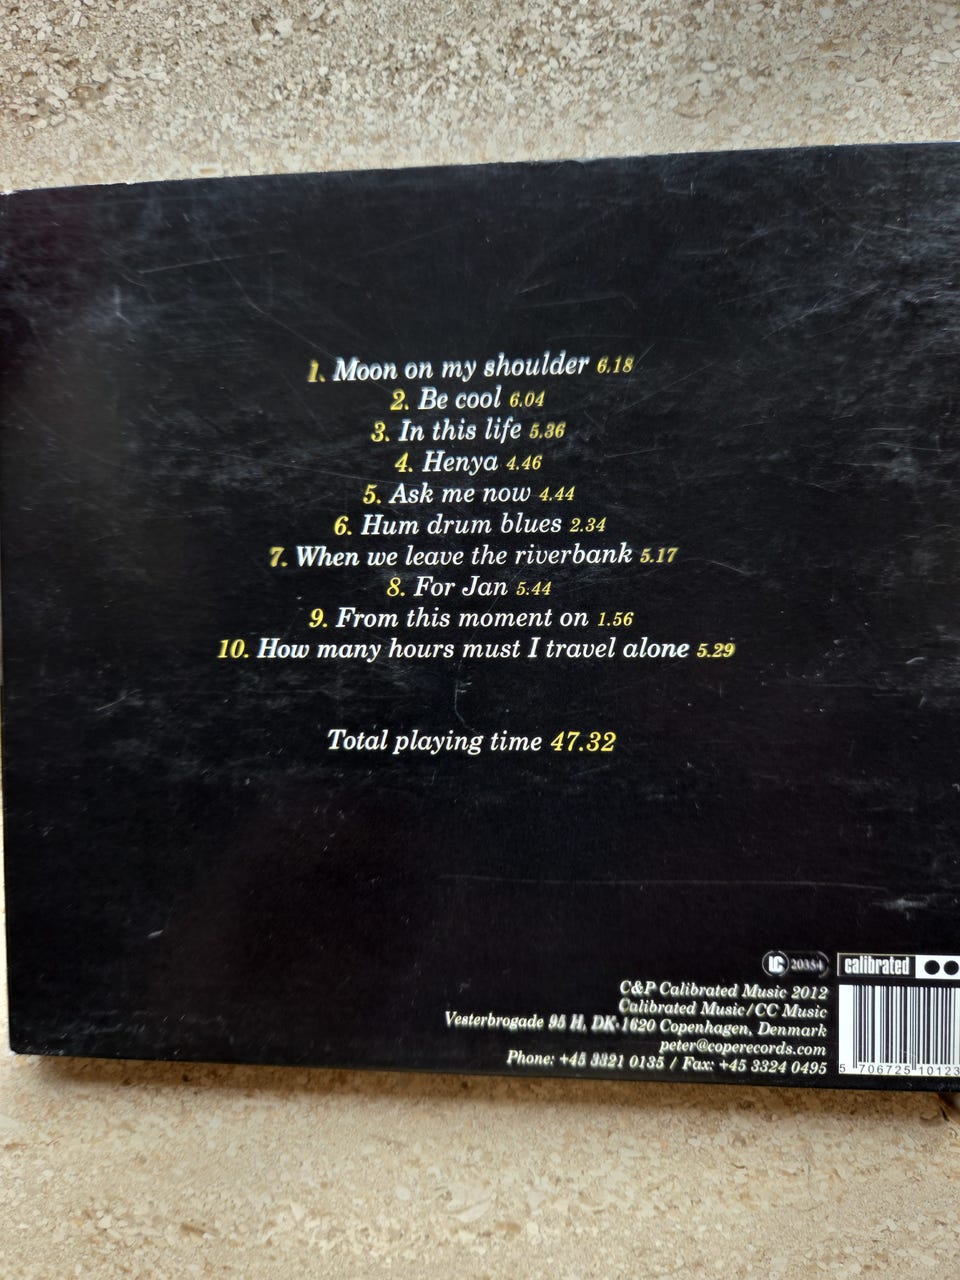 1. Moon on my shoulder 6.18
2. Be cool 6.04
3. In this life 5.36
4. Henya 4.46
5. Ask me now 4.44
6. Hum drum blues 2.34
7. When we leave the riverbank 5.17
8. For Jan 5.44
9. From this moment on 1.56
10. How many hours must I travel alone 5.29
Total playing time 47.32
LC 20354 calibrated
C&P Calibrated Music 2012
Calibrated Music/CC Music
Vesterbrogade 95 H, DK-1620 Copenhagen, Denmark
peter@coperecords.com
Phone: +45 3321 0135 / Fax: +45 3324 0495
5 706725 10123